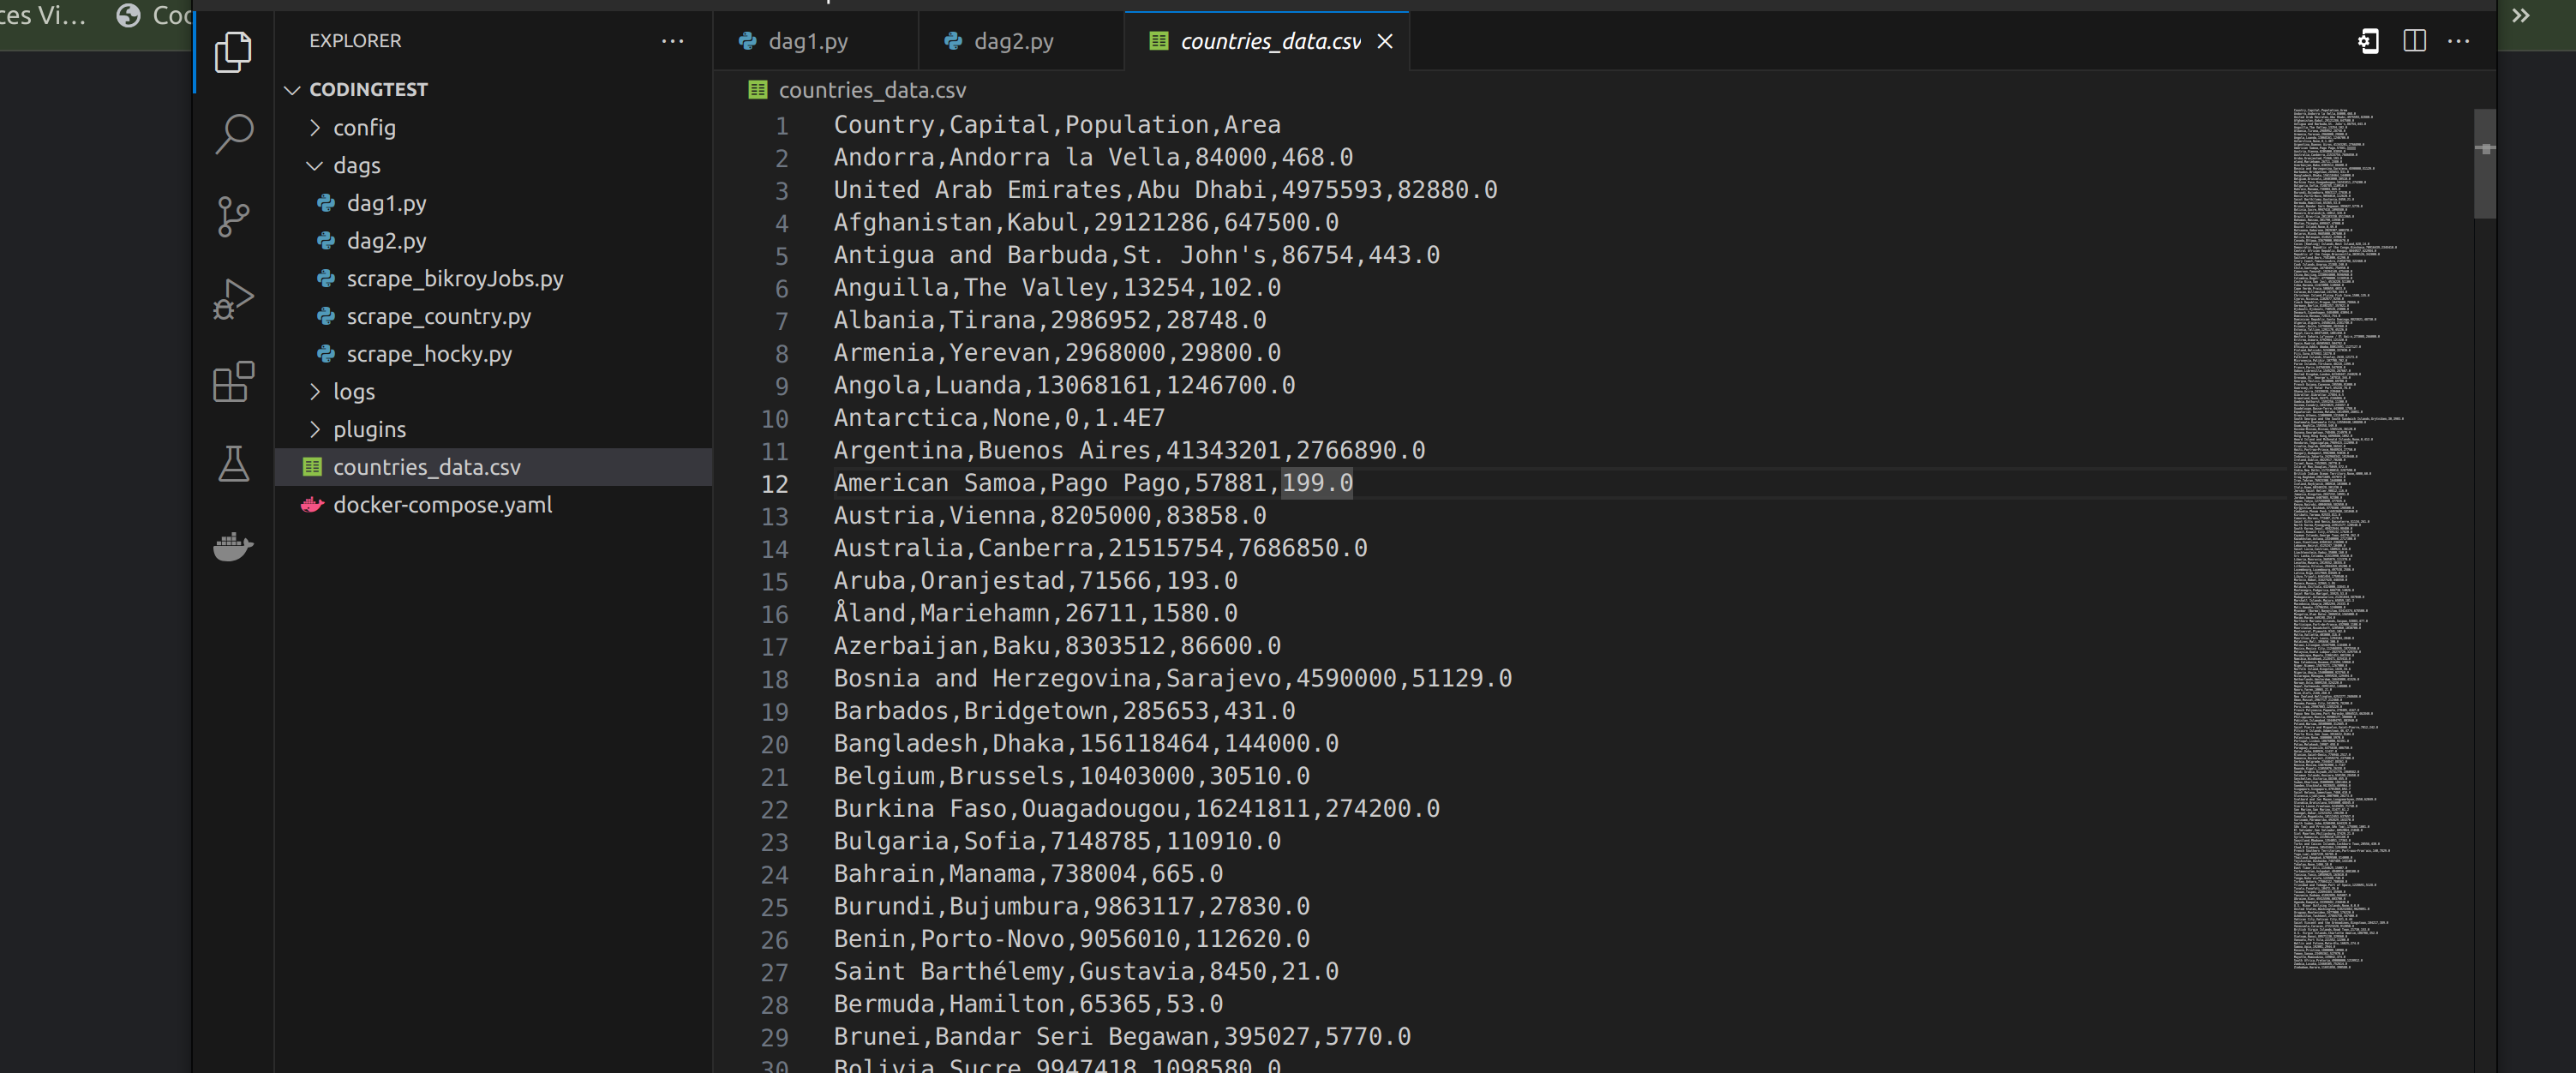 ces Vi...
Coc
EXPLORER
CODINGTEST
config
dags
dag1.py
dag2.py
scrape_bikroyJobs.py
scrape_country.py
scrape_hocky.py
logs
plugins
countries_data.csv
docker-compose.yaml
dag1.py
dag2.py
countries_data.csv
countries_data.csv
1 Country,Capital,Population,Area
2 Andorra,Andorra la Vella,84000,468.0
3 United Arab Emirates,Abu Dhabi,4975593,82880.0
4 Afghanistan,Kabul,29121286,647500.0
5 Antigua and Barbuda,St. John's,86754,443.0
6 Anguilla,The Valley,13254,102.0
7 Albania,Tirana,2986952,28748.0
8 Armenia,Yerevan,2968000,29800.0
9 Angola,Luanda,13068161,1246700.0
10 Antarctica,None,0,1.4E7
11 Argentina,Buenos Aires,41343201,2766890.0
12 American Samoa,Pago Pago,57881,199.0
13 Austria,Vienna,8205000,83858.0
14 Australia,Canberra,21515754,7686850.0
15 Aruba,Oranjestad,71566,193.0
16 Åland,Mariehamn,26711,1580.0
17 Azerbaijan,Baku,8303512,86600.0
18 Bosnia and Herzegovina,Sarajevo,4590000,51129.0
19 Barbados,Bridgetown,285653,431.0
20 Bangladesh,Dhaka,156118464,144000.0
21 Belgium,Brussels,10403000,30510.0
22 Burkina Faso,Ouagadougou,16241811,274200.0
23 Bulgaria,Sofia,7148785,110910.0
24 Bahrain,Manama,738004,665.0
25 Burundi,Bujumbura,9863117,27830.0
26 Benin,Porto-Novo,9056010,112620.0
27 Saint Barthélemy,Gustavia,8450,21.0
28 Bermuda,Hamilton,65365,53.0
29 Brunei,Bandar Seri Begawan,395027,5770.0
30 Bolivia,Sucre,9947418,1098580.0